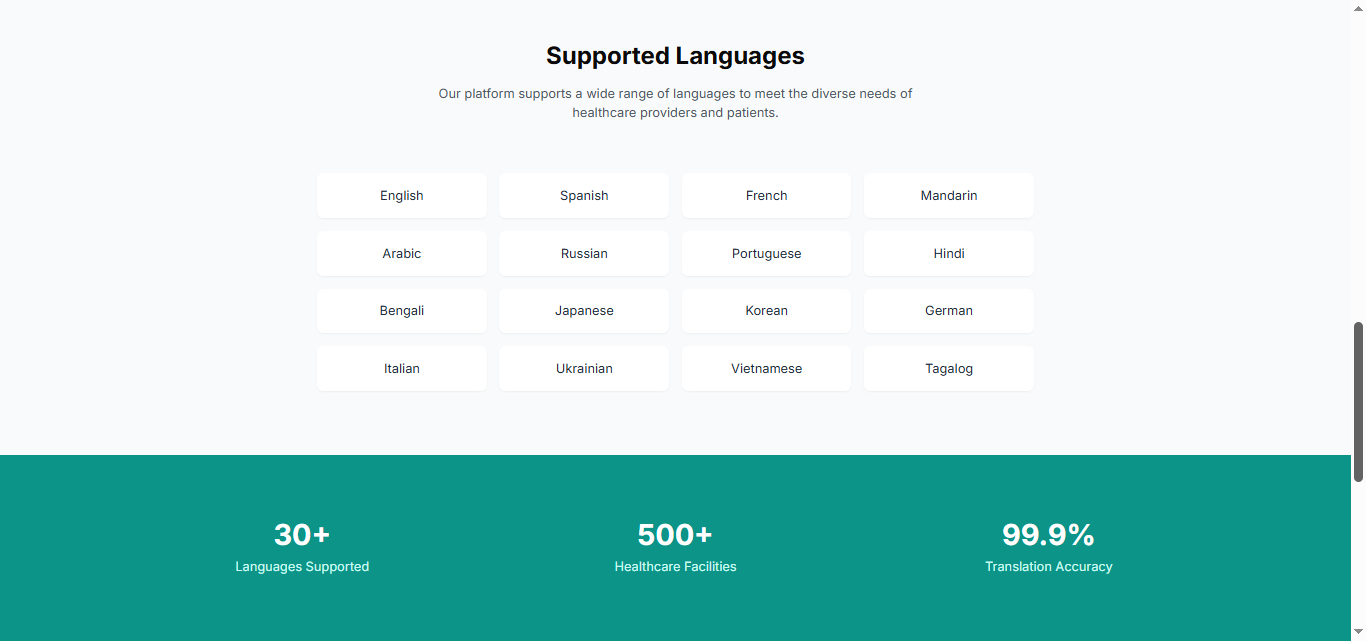 Supported Languages
Our platform supports a wide range of languages to meet the diverse needs of
healthcare providers and patients.
English
Spanish
French
Mandarin
Arabic
Russian
Portuguese
Hindi
Bengali
Japanese
Korean
German
Italian
Ukrainian
Vietnamese
Tagalog
30+
Languages Supported
500+
Healthcare Facilities
99.9%
Translation Accuracy